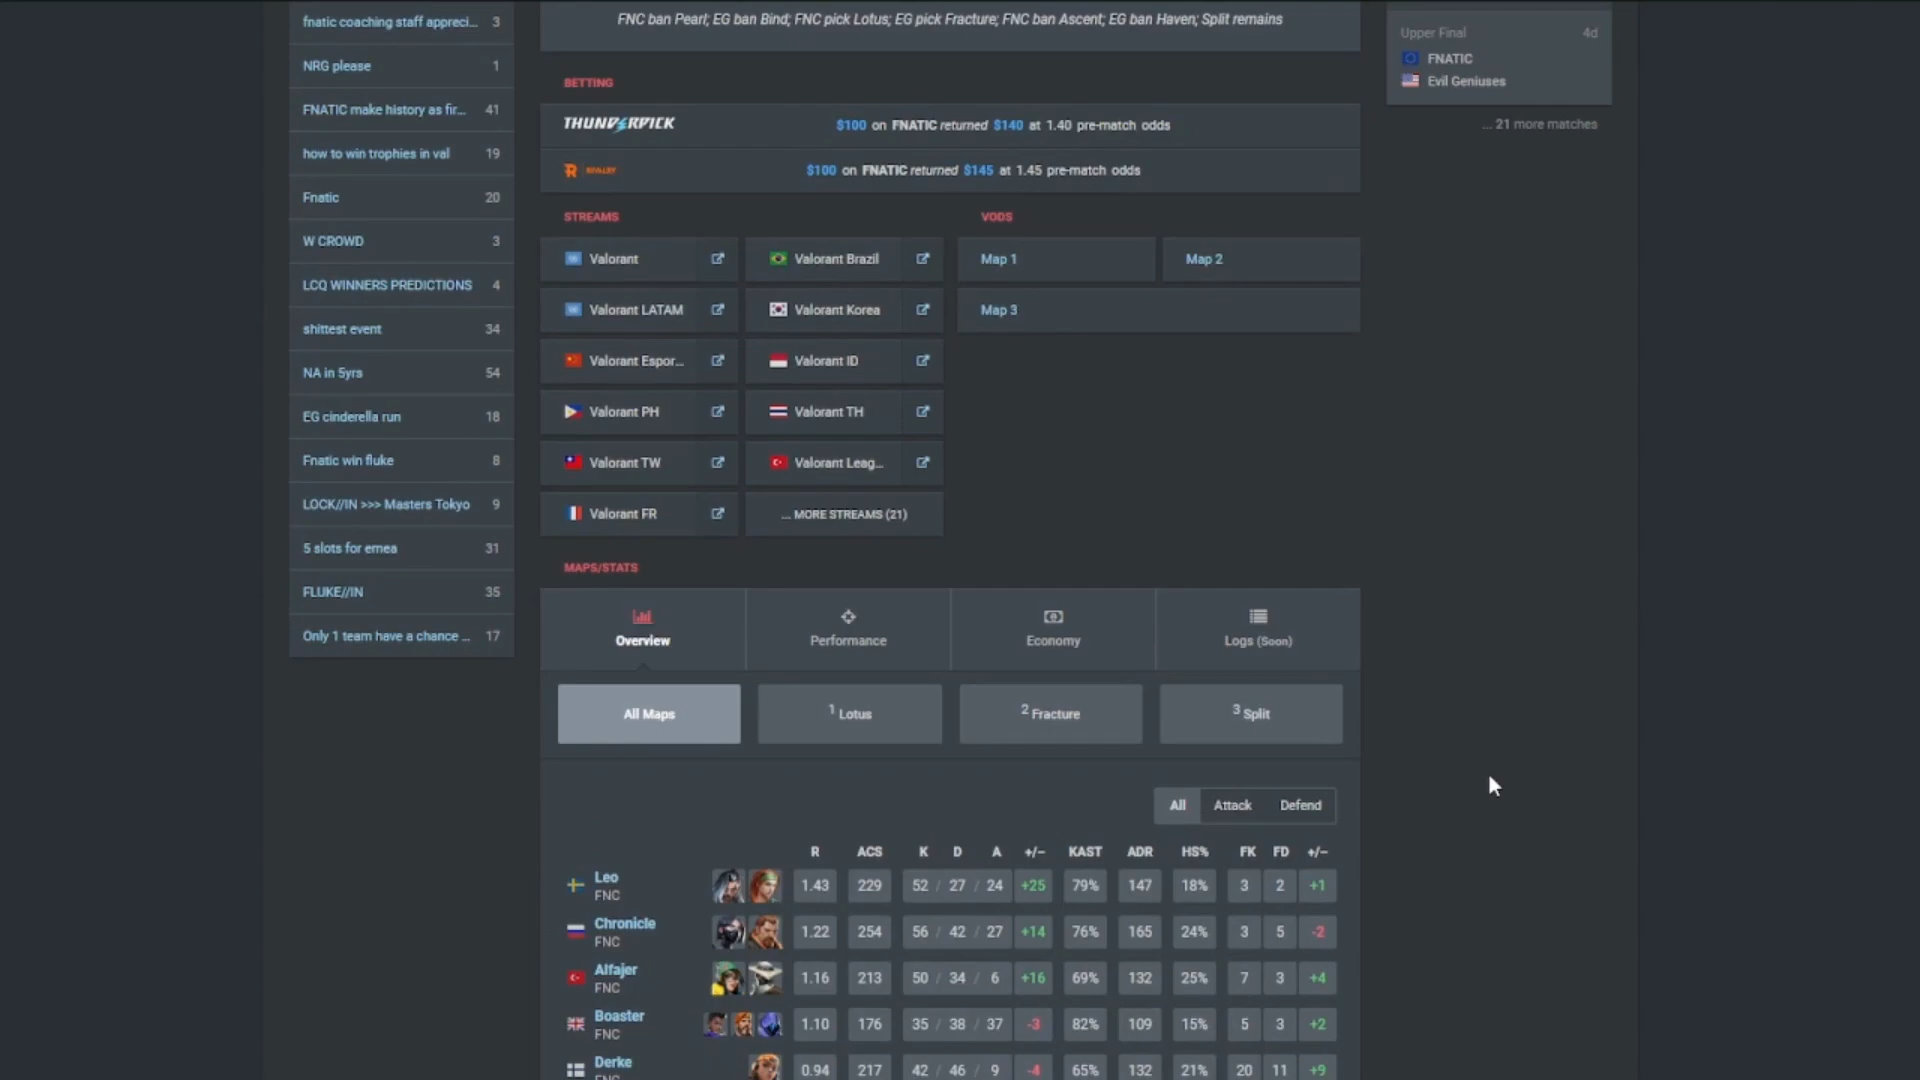 fnatic coaching staff appreci... 3
NRG please 1
FNATIC make history as fir... 41
how to win trophies in val 19
Fnatic 20
W CROWD 3
LCQ WINNERS PREDICTIONS 4
shittest event 34
NA in 5yrs 54
EG cinderella run 18
Fnatic win fluke 8
LOCK//IN >>> Masters Tokyo 9
5 slots for emea 31
FLUKE//IN 35
Only 1 team have a chance ... 17
FNC ban Pearl; EG ban Bind; FNC pick Lotus; EG pick Fracture; FNC ban Ascent; EG ban Haven; Split remains
BETTING
THUNDERPICK $100 on FNATIC returned $140 at 1.40 pre-match odds
RIVALRY $100 on FNATIC returned $145 at 1.45 pre-match odds
STREAMS
Valorant Valorant Brazil
Valorant LATAM Valorant Korea
Valorant Espor... Valorant ID
Valorant PH Valorant TH
Valorant TW Valorant Leag...
Valorant FR ... MORE STREAMS (21)
VODS
Map 1 Map 2
Map 3
MAPS/STATS
Overview Performance Economy Logs (Soon)
All Maps 1 Lotus 2 Fracture 3 Split
All Attack Defend
R ACS K D A +/− KAST ADR HS% FK FD +/−
Leo 1.43 229 52 / 27 / 24 +25 79% 147 18% 3 2 +1
FNC
Chronicle 1.22 254 56 / 42 / 27 +14 76% 165 24% 3 5 -2
FNC
Alfajer 1.16 213 50 / 34 / 6 +16 69% 132 25% 7 3 +4
FNC
Boaster 1.10 176 35 / 38 / 37 -3 82% 109 15% 5 3 +2
FNC
Derke 0.94 217 42 / 46 / 9 -4 65% 132 21% 20 11 +9
FNC
Upper Final 4d
FNATIC
Evil Geniuses
... 21 more matches